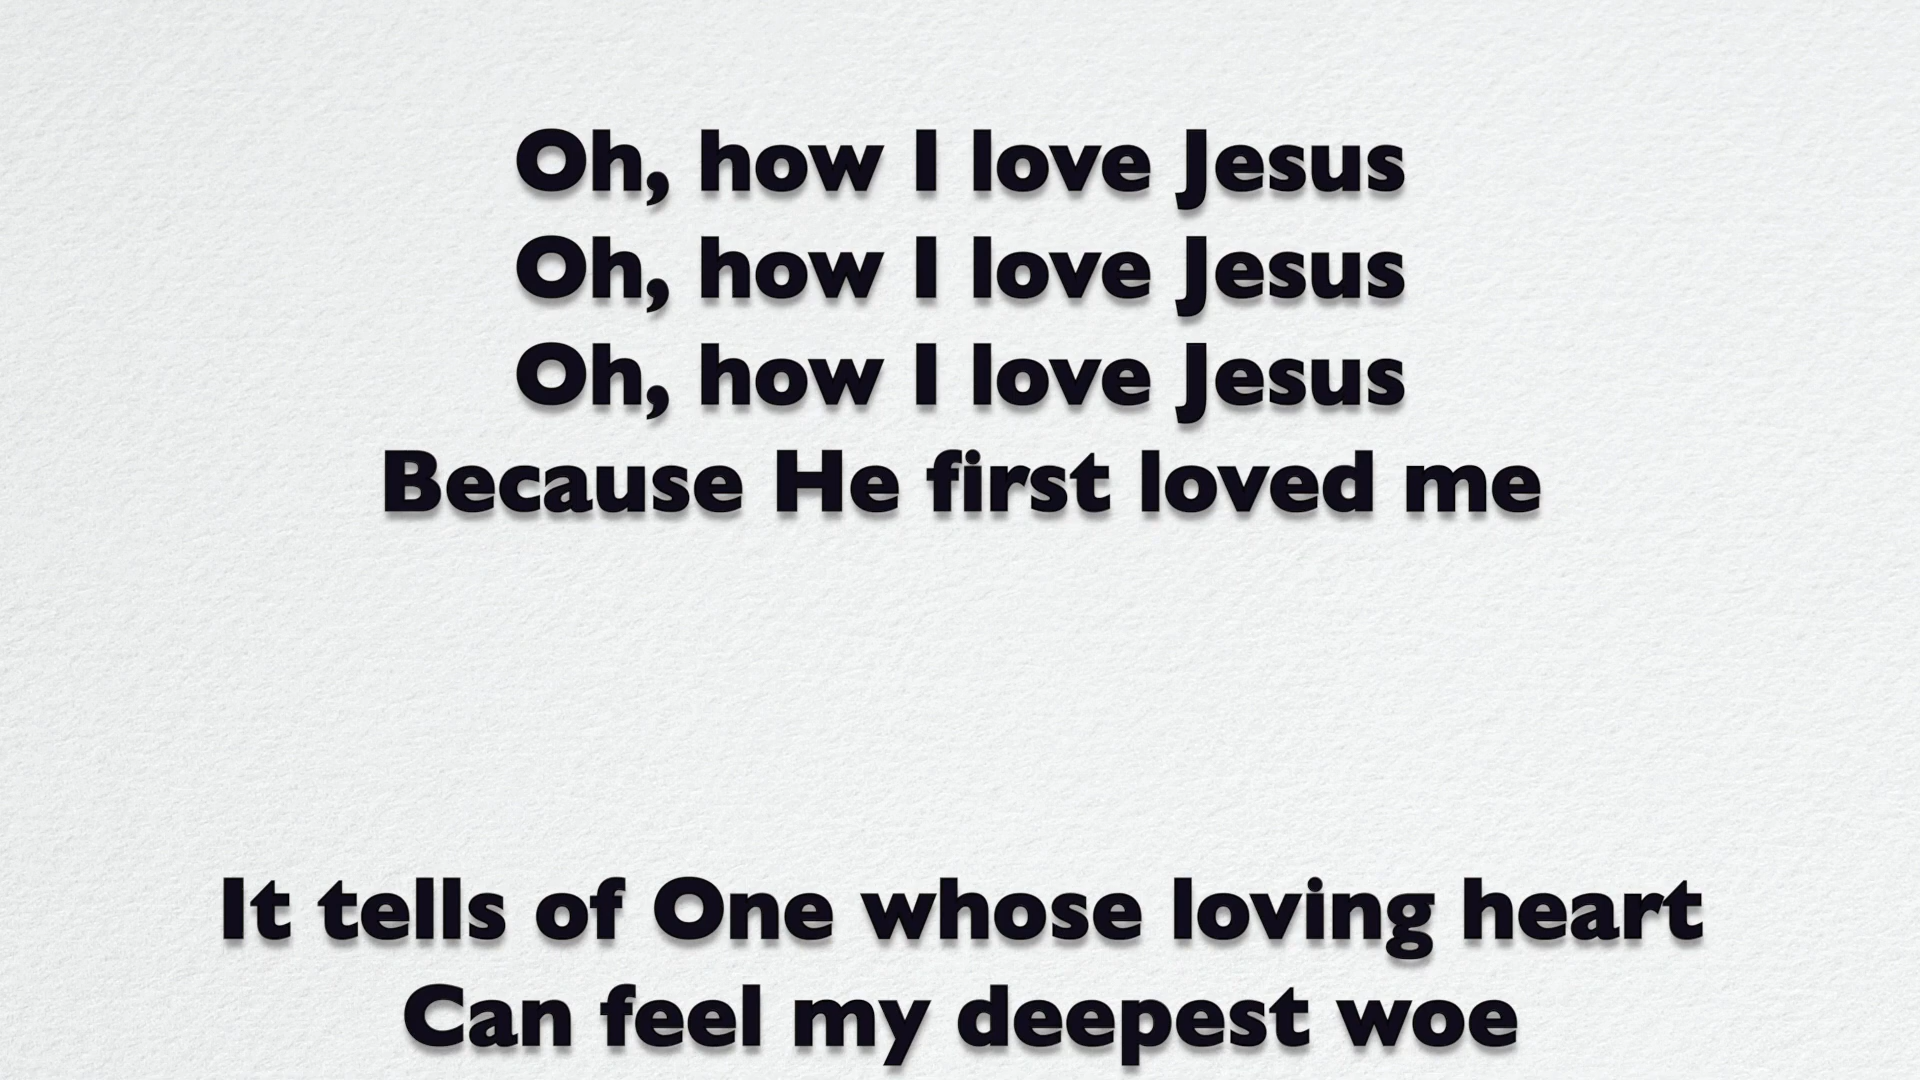 Oh, how I love Jesus
Oh, how I love Jesus
Oh, how I love Jesus
Because He first loved me
It tells of One whose loving heart
Can feel my deepest woe